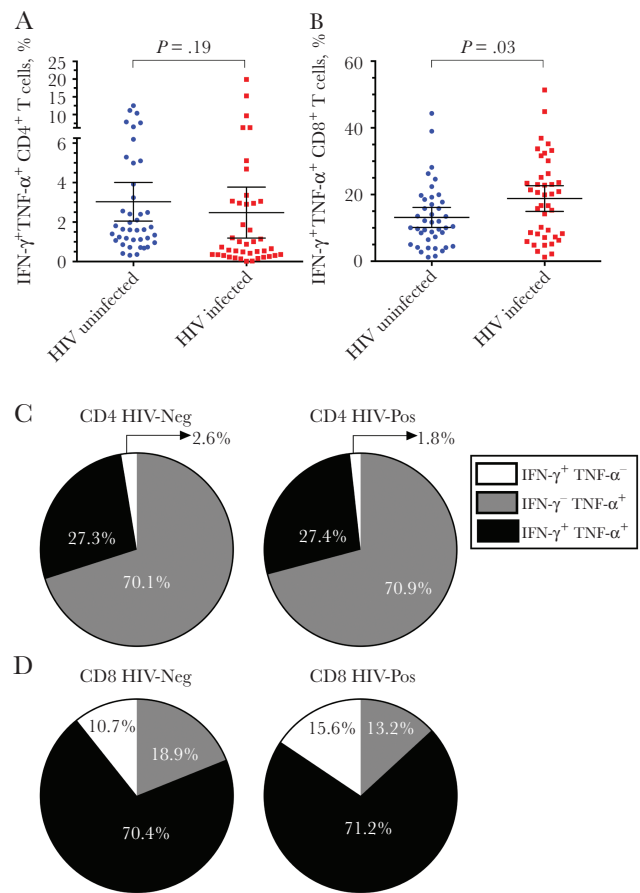 A
P = .19
IFN-γ⁺TNF-α⁺ CD4⁺ T cells, %
25
20
15
10
5
4
2
0
HIV uninfected
HIV infected
B
P = .03
IFN-γ⁺TNF-α⁺ CD8⁺ T cells, %
60
40
20
0
HIV uninfected
HIV infected
C
CD4 HIV-Neg
2.6%
27.3%
70.1%
CD4 HIV-Pos
1.8%
27.4%
70.9%
IFN-γ⁺ TNF-α⁻
IFN-γ⁻ TNF-α⁺
IFN-γ⁺ TNF-α⁺
D
CD8 HIV-Neg
10.7%
18.9%
70.4%
CD8 HIV-Pos
15.6%
13.2%
71.2%